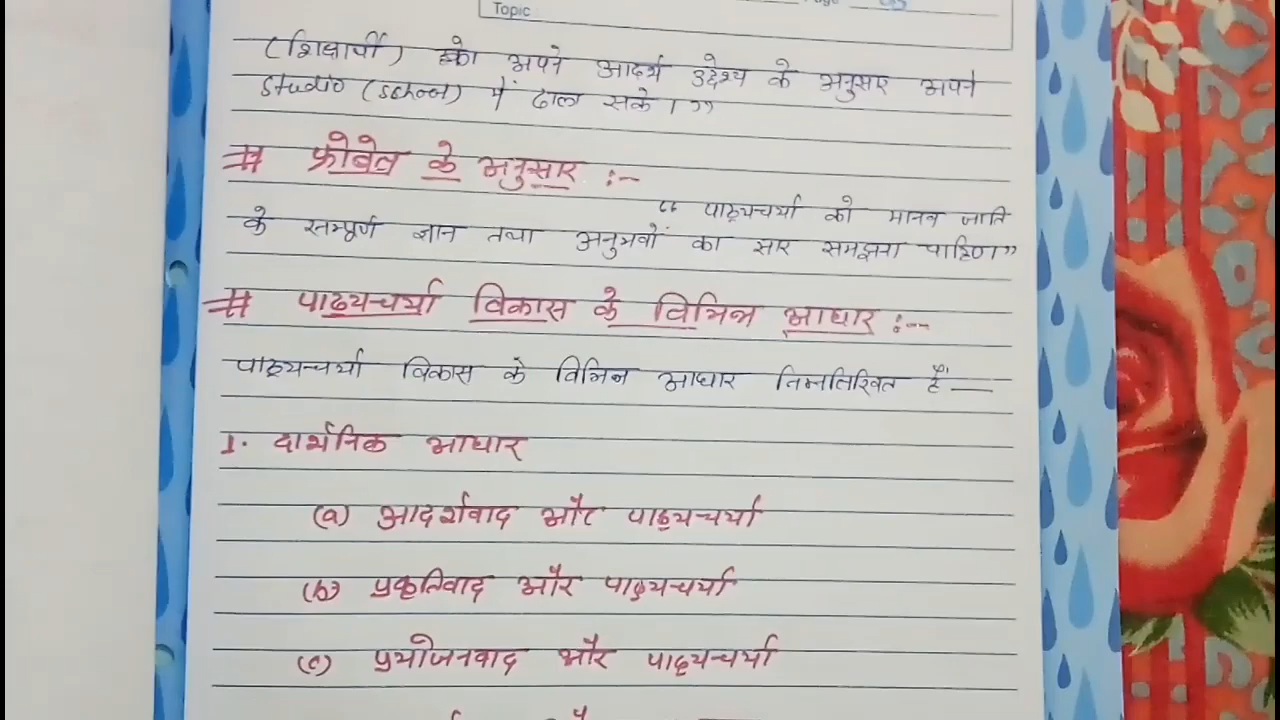 Topic
(शिक्षार्थी) को अपने आदर्श उद्देश्य के अनुसार अपने
Studio (School) में ढाल सके।”
# फ्रोबेल के अनुसार :--
“ पाठ्यचर्या को मानव जाति
के सम्पूर्ण ज्ञान तथा अनुभवों का सार समझना चाहिए”
# पाठ्यचर्या विकास के विभिन्न आधार :--
पाठ्यचर्या विकास के विभिन्न आधार निम्नलिखित हैं—
1. दार्शनिक आधार
(a) आदर्शवाद और पाठ्यचर्या
(b) प्रकृतिवाद और पाठ्यचर्या
(c) प्रयोजनवाद और पाठ्यचर्या